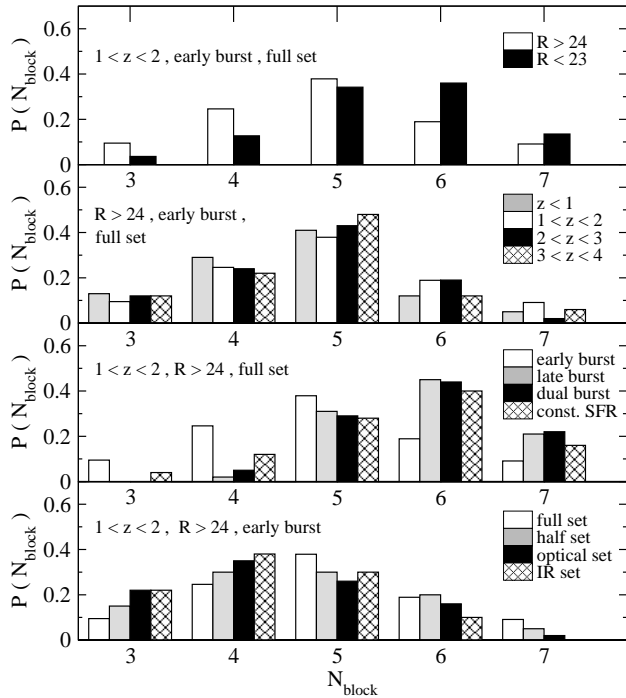 P ( N_block )
0.6
0.4
0.2
0
1 < z < 2 , early burst , full set
R > 24
R < 23
3 4 5 6 7
P ( N_block )
0.6
0.4
0.2
0
R > 24 , early burst ,
full set
z < 1
1 < z < 2
2 < z < 3
3 < z < 4
3 4 5 6 7
P ( N_block )
0.6
0.4
0.2
0
1 < z < 2 , R > 24 , full set
early burst
late burst
dual burst
const. SFR
3 4 5 6 7
P ( N_block )
0.6
0.4
0.2
0
1 < z < 2 , R > 24 , early burst
full set
half set
optical set
IR set
3 4 5 6 7
N_block